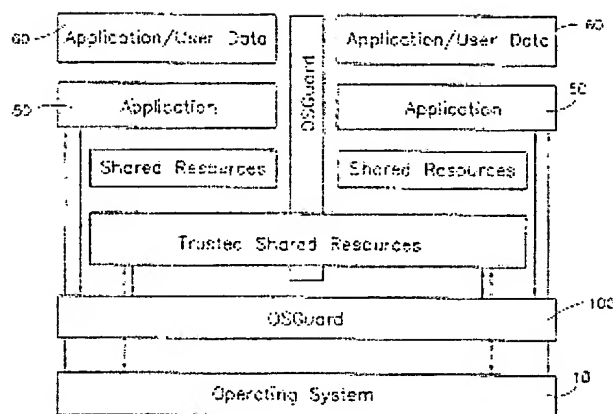 60
Application/User Data
OSGuard
Application/User Data
60
50
Application
Application
50
Shared Resources
Shared Resources
Trusted Shared Resources
OSGuard
100
Operating System
10